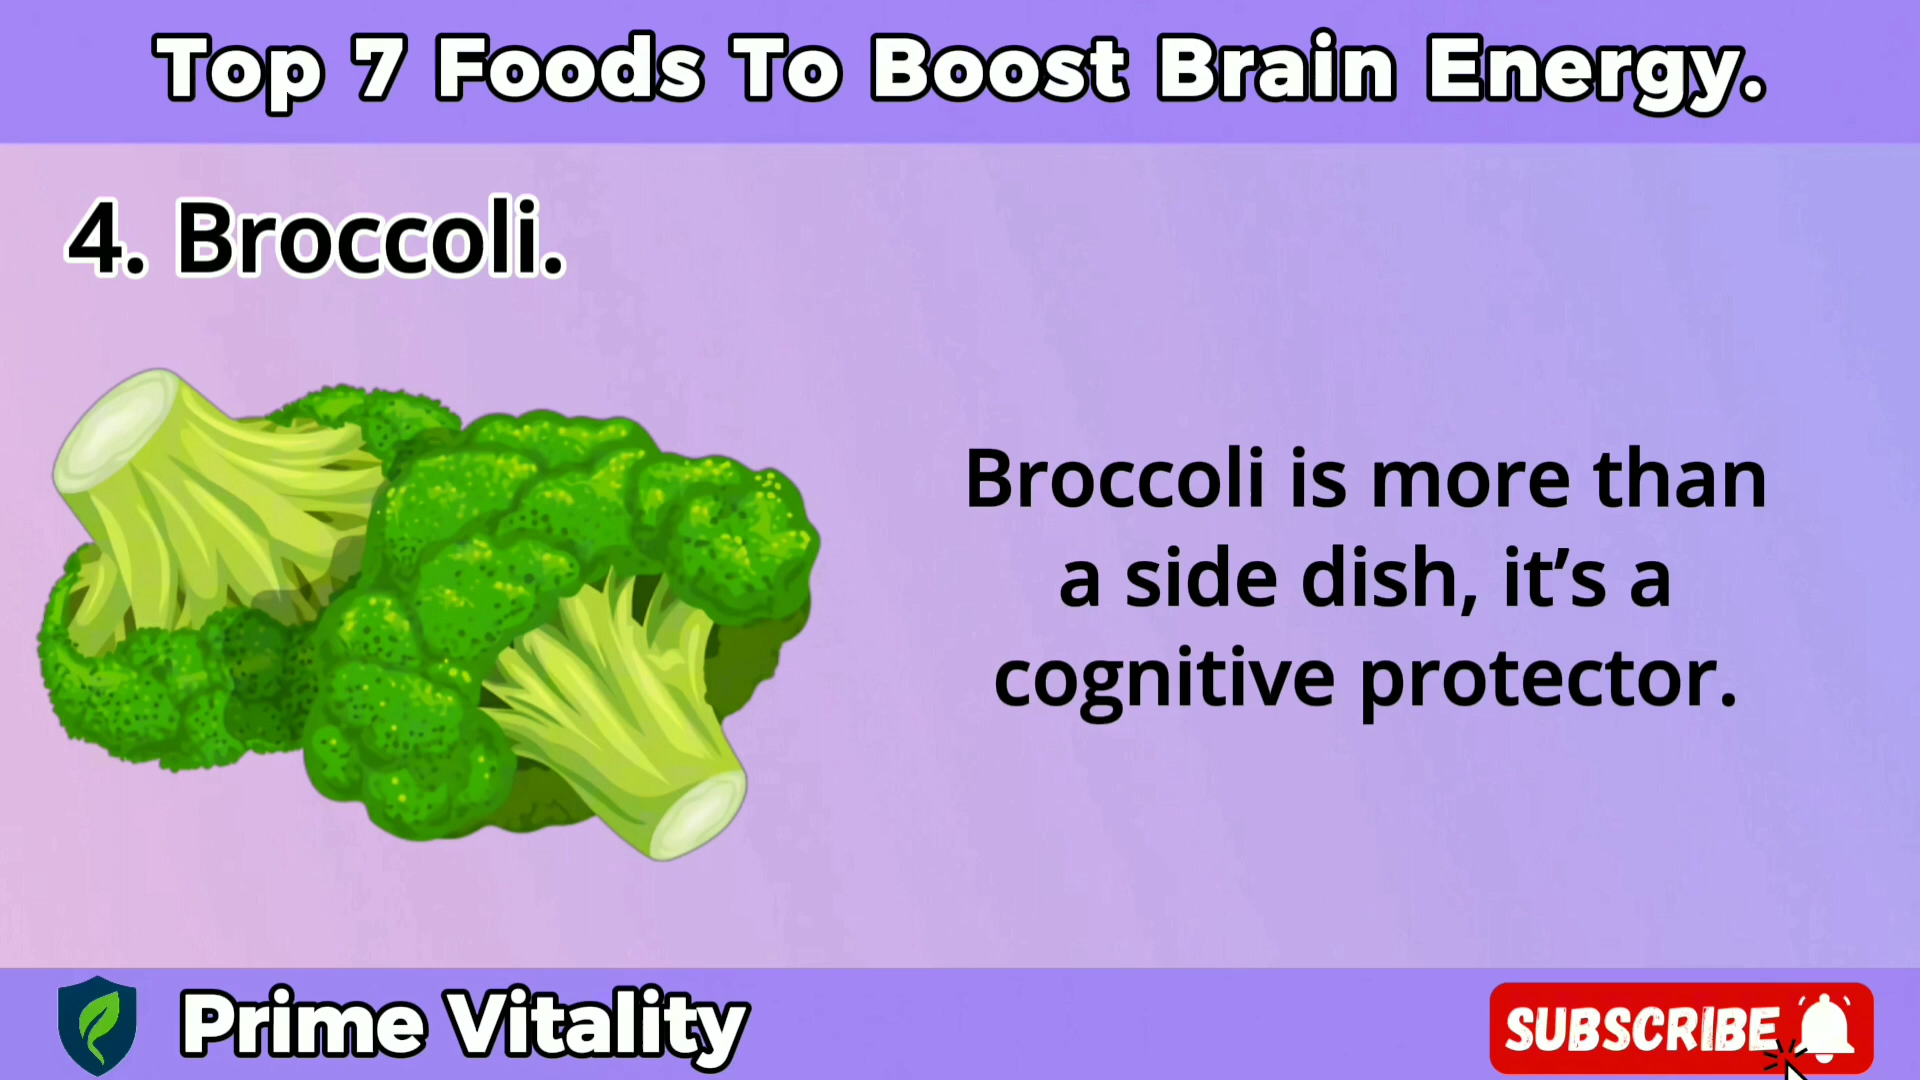 Top 7 Foods To Boost Brain Energy.
4. Broccoli.
Broccoli is more than
a side dish, it’s a
cognitive protector.
Prime Vitality
SUBSCRIBE